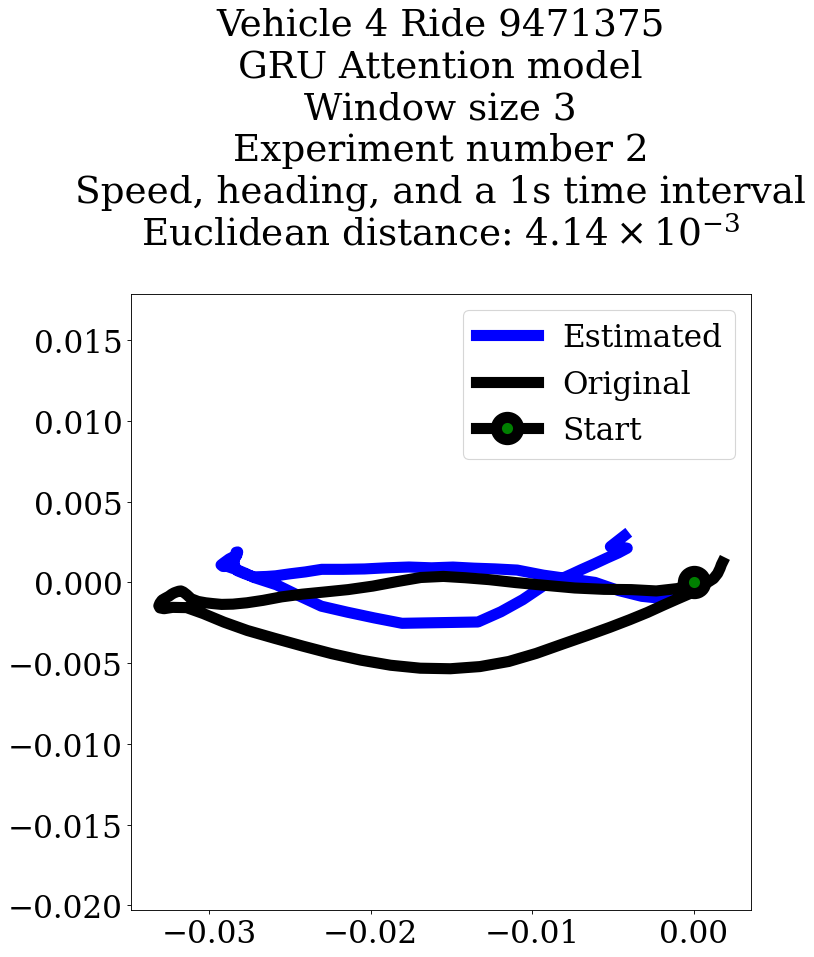 Vehicle 4 Ride 9471375
GRU Attention model
Window size 3
Experiment number 2
Speed, heading, and a 1s time interval
Euclidean distance: 4.14 × 10⁻³
Estimated
Original
Start
0.015
0.010
0.005
0.000
−0.005
−0.010
−0.015
−0.020
−0.03
−0.02
−0.01
0.00